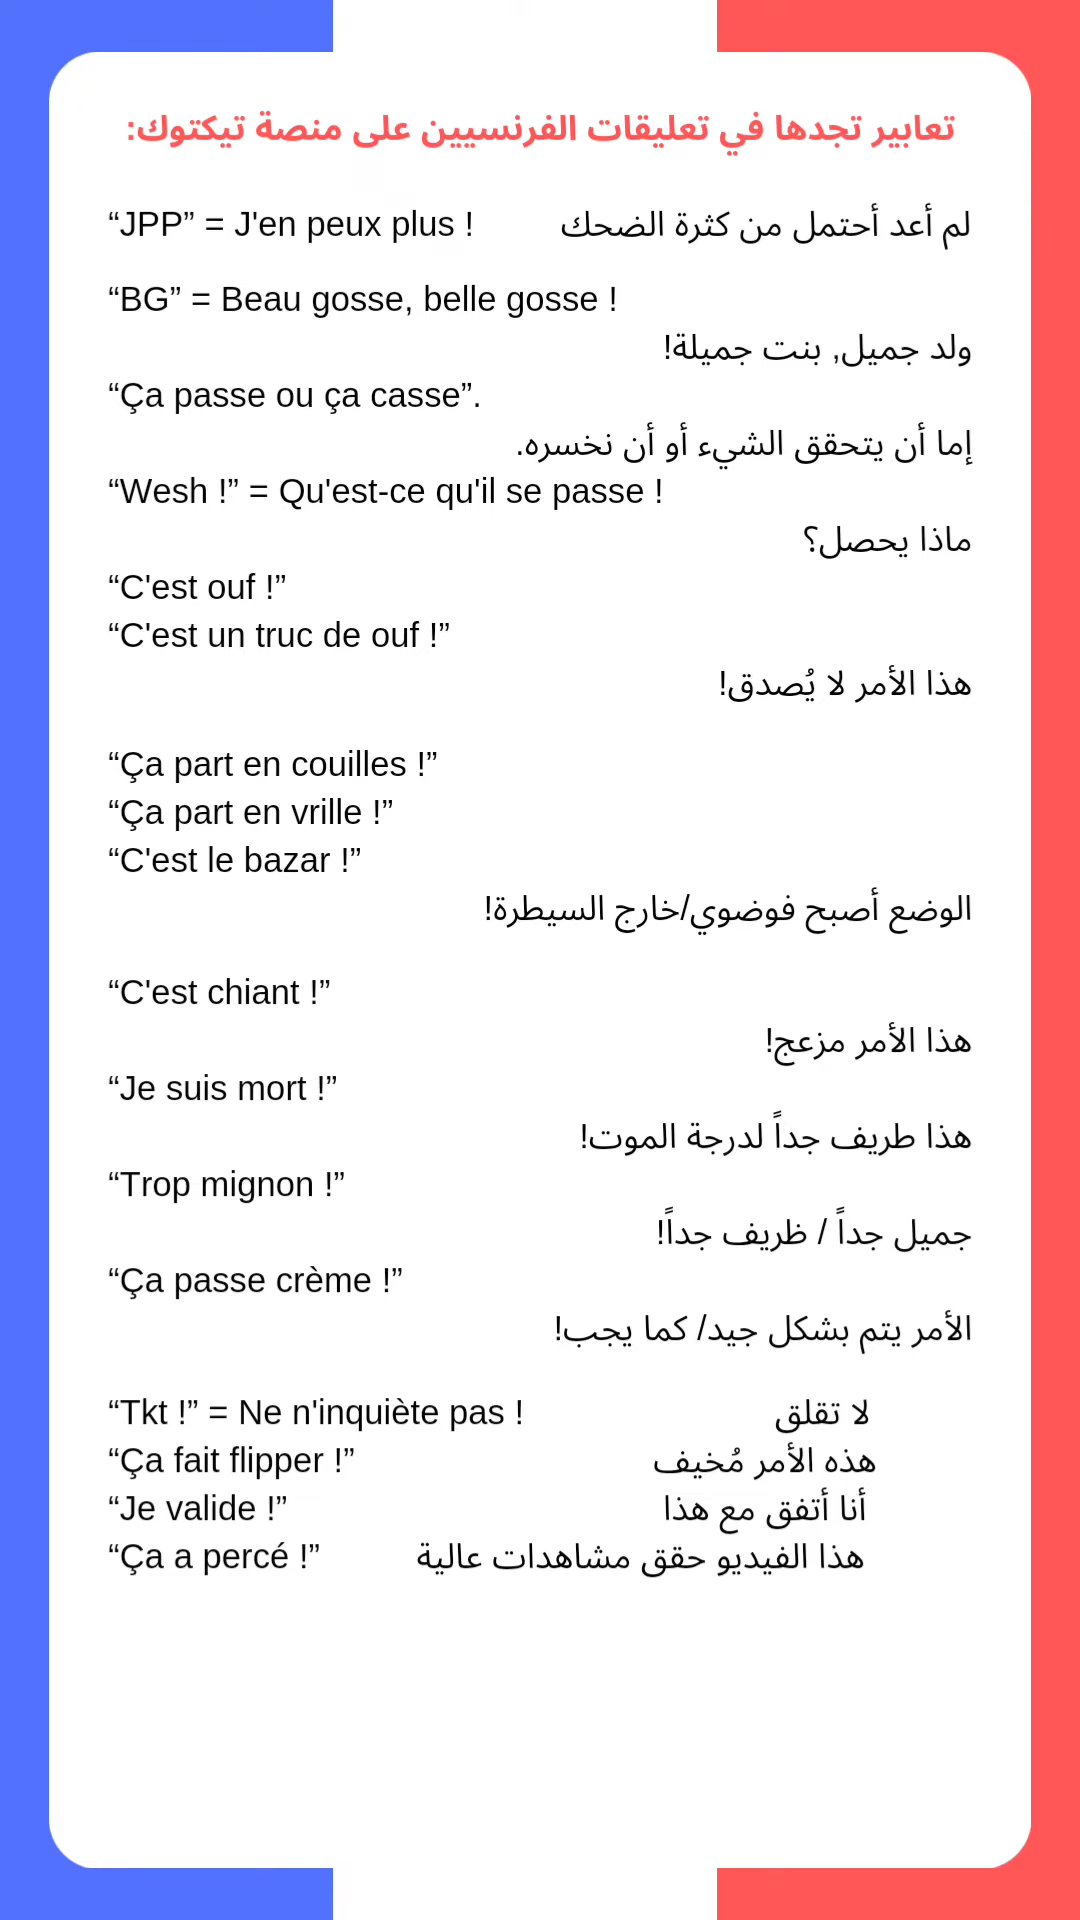 تعابير تجدها في تعليقات الفرنسيين على منصة تيكتوك:
“JPP” = J'en peux plus ! لم أعد أحتمل من كثرة الضحك
“BG” = Beau gosse, belle gosse !
ولد جميل, بنت جميلة!
“Ça passe ou ça casse”.
إما أن يتحقق الشيء أو أن نخسره.
“Wesh !” = Qu'est-ce qu'il se passe !
ماذا يحصل؟
“C'est ouf !”
“C'est un truc de ouf !”
هذا الأمر لا يُصدق!
“Ça part en couilles !”
“Ça part en vrille !”
“C'est le bazar !”
الوضع أصبح فوضوي/خارج السيطرة!
“C'est chiant !”
هذا الأمر مزعج!
“Je suis mort !”
هذا طريف جداً لدرجة الموت!
“Trop mignon !”
جميل جداً / ظريف جداً!
“Ça passe crème !”
الأمر يتم بشكل جيد/ كما يجب!
“Tkt !” = Ne n'inquiète pas ! لا تقلق
“Ça fait flipper !” هذه الأمر مُخيف
“Je valide !” أنا أتفق مع هذا
“Ça a percé !” هذا الفيديو حقق مشاهدات عالية